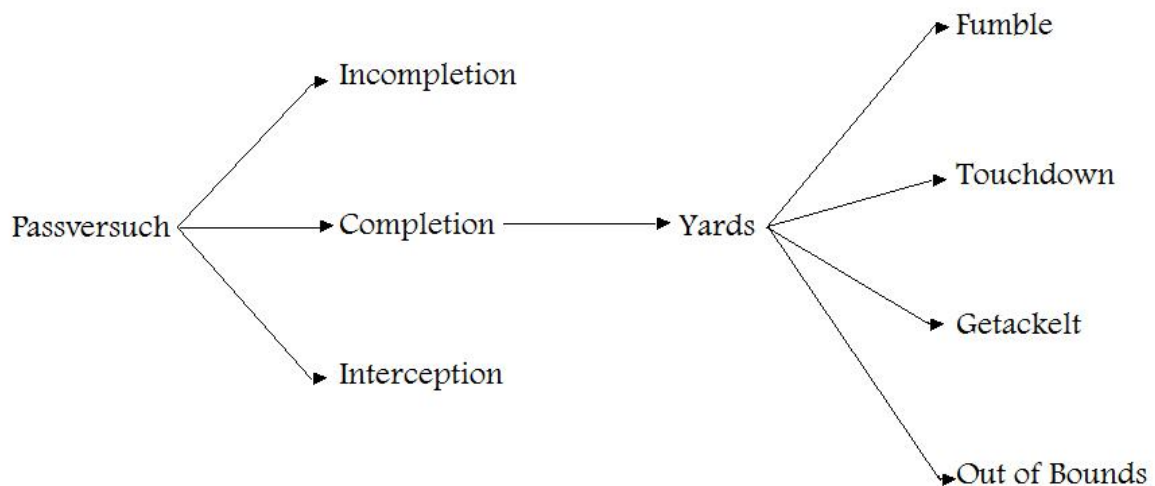 Fumble
Incompletion
Touchdown
Passversuch
Completion
Yards
Getackelt
Interception
Out of Bounds